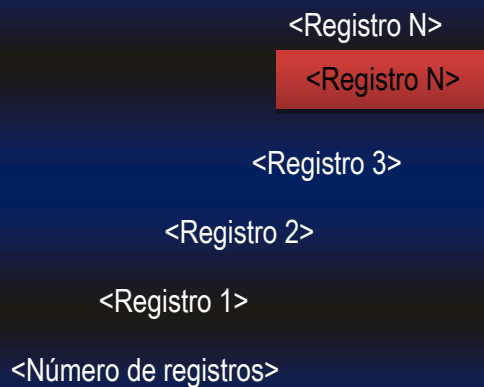 <Registro N>
<Registro N>
<Registro 3>
<Registro 2>
<Registro 1>
<Número de registros>